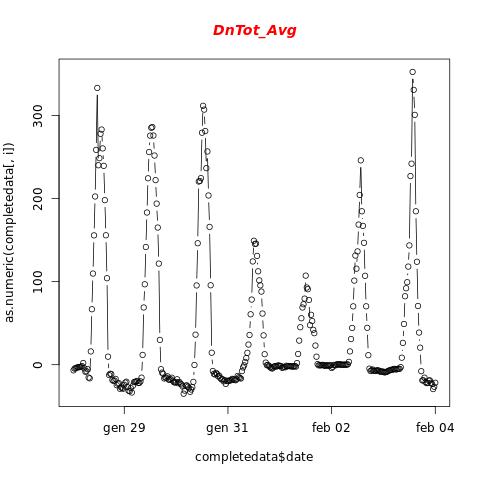 DnTot_Avg
as.numeric(completedata[, i])
300
200
100
0
gen 29
gen 31
feb 02
feb 04
completedata$date